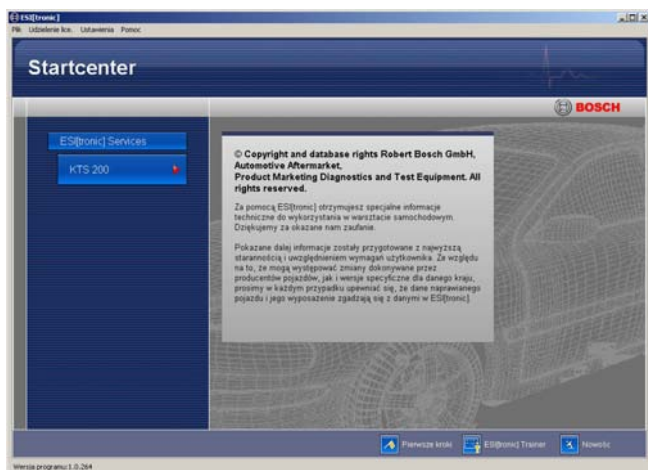 ESI[tronic]
Plik Udzielenie lice. Ustawienia Pomoc
Startcenter
BOSCH
ESI[tronic] Services
KTS 200
© Copyright and database rights Robert Bosch GmbH,
Automotive Aftermarket,
Product Marketing Diagnostics and Test Equipment. All
rights reserved.
Za pomocą ESI[tronic] otrzymujesz specjalne informacje
techniczne do wykorzystania w warsztacie samochodowym.
Dziękujemy za okazane nam zaufanie.
Pokazane dalej informacje zostały przygotowane z najwyższą
starannością i uwzględnieniem wymagań użytkownika. Ze względu
na to, że mogą występować zmiany dokonywane przez
producentów pojazdów, jak i wersje specyficzne dla danego kraju,
prosimy w każdym przypadku upewniać się, że dane naprawianego
pojazdu i jego wyposażenie zgadzają się z danymi w ESI[tronic].
Pierwsze kroki ESI[tronic] Trainer Nowości
Wersja programu:1.0.264